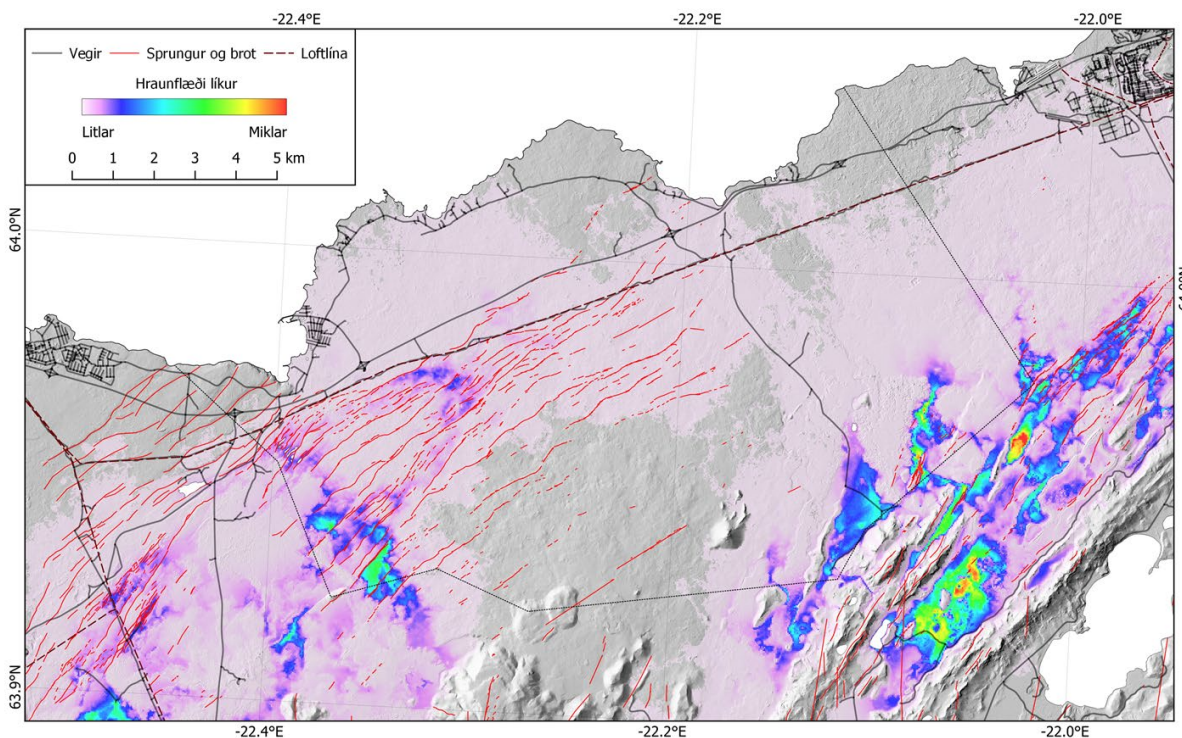 -22.4°E -22.2°E -22.0°E
Vegir Sprungur og brot Loftlína
Hraunflæði líkur
Litlar Miklar
0 1 2 3 4 5 km
64.0°N
64.0°N
63.9°N
-22.4°E -22.2°E -22.0°E